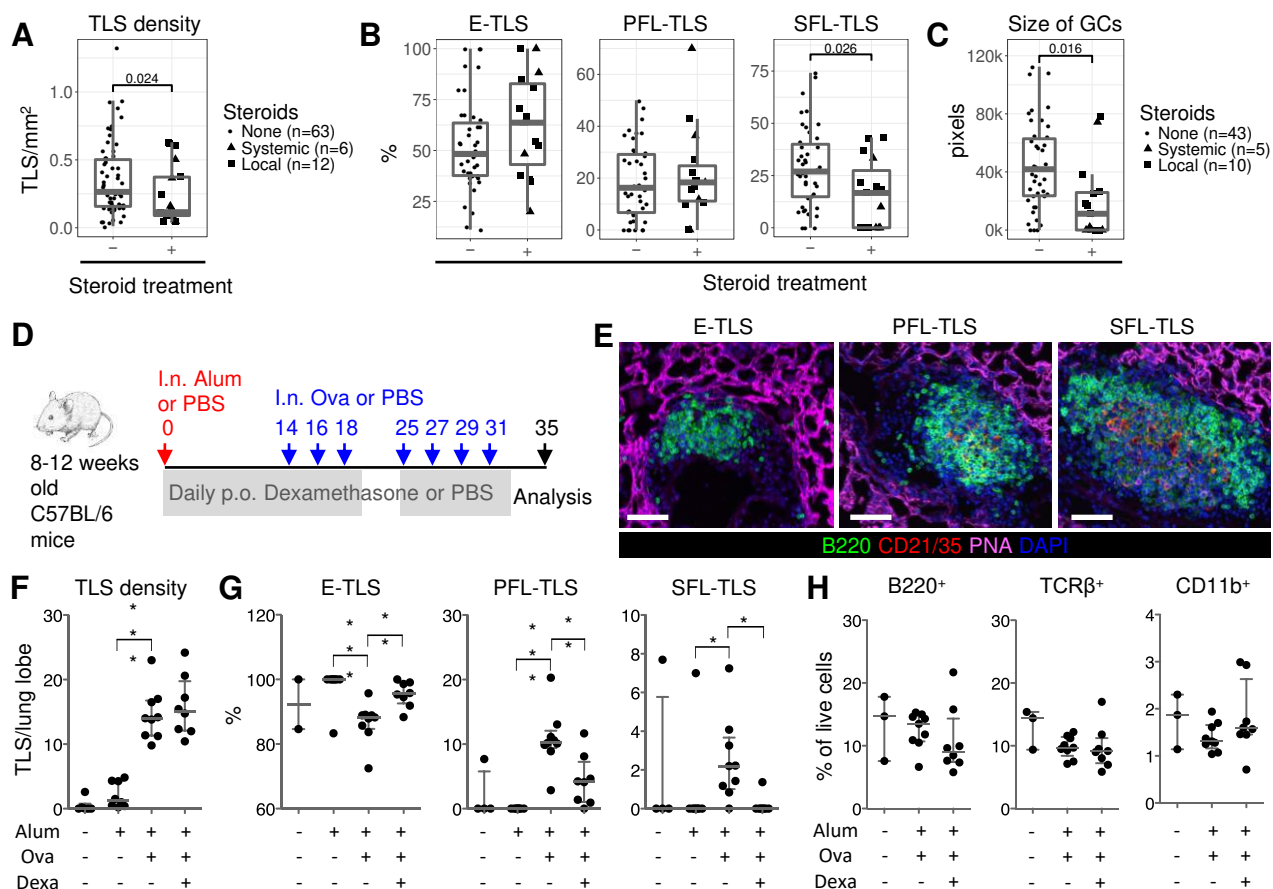 A
TLS density
TLS/mm²
1.0
0.5
0.0
0.024
−
+
Steroid treatment
Steroids
None (n=63)
Systemic (n=6)
Local (n=12)
B
E-TLS
PFL-TLS
SFL-TLS
%
100
75
50
25
80
60
40
20
0
0.026
75
50
25
0
−
+
−
+
−
+
Steroid treatment
C
Size of GCs
pixels
120k
80k
40k
0k
0.016
−
+
Steroids
None (n=43)
Systemic (n=5)
Local (n=10)
D
I.n. Alum
or PBS
I.n. Ova or PBS
0
14 16 18
25 27 29 31
35
8-12 weeks
old
C57BL/6
mice
Daily p.o. Dexamethasone or PBS
Analysis
E
E-TLS
PFL-TLS
SFL-TLS
B220 CD21/35 PNA DAPI
F
TLS density
TLS/lung lobe
30
20
10
0
* * *
G
E-TLS
%
120
100
80
60
* * *
* *
PFL-TLS
30
20
10
0
* * *
* *
SFL-TLS
8
6
4
2
0
*
*
H
B220⁺
TCRβ⁺
CD11b⁺
% of live cells
30
20
10
0
30
20
10
0
4
3
2
1
0
Alum - + + + - + + + - + + + - + + + - + + - + + - + +
Ova - - + + - - + + - - + + - - + + - + + - + + - + +
Dexa - - - + - - - + - - - + - - - + - - + - - + - - +